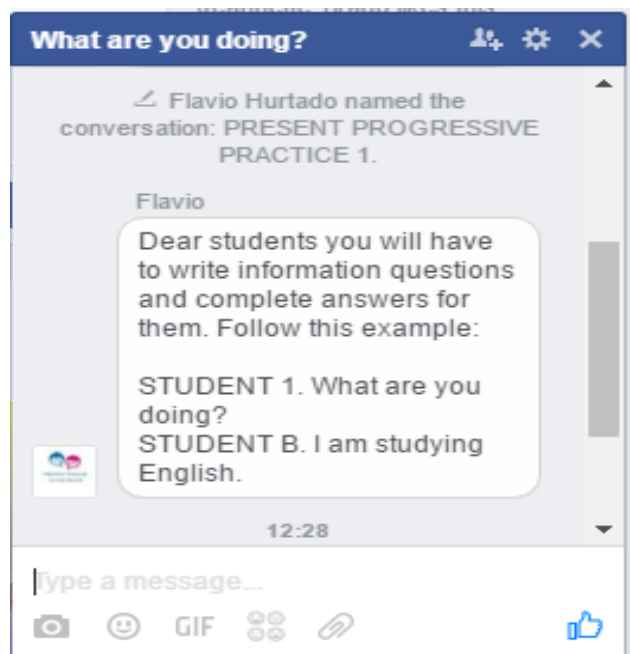 What are you doing?
Flavio Hurtado named the
conversation: PRESENT PROGRESSIVE
PRACTICE 1.
Flavio
Dear students you will have
to write information questions
and complete answers for
them. Follow this example:
STUDENT 1. What are you
doing?
STUDENT B. I am studying
English.
12:28
Type a message...
GIF